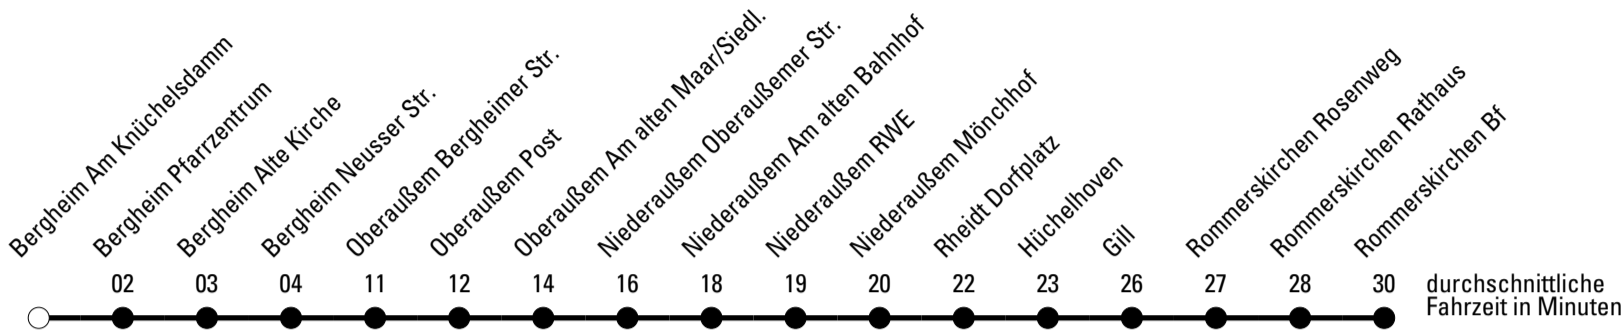 Bergheim Am Knüchelsdamm
Bergheim Pfarrzentrum
Bergheim Alte Kirche
Bergheim Neusser Str.
Oberaußem Bergheimer Str.
Oberaußem Post
Oberaußem Am alten Maar/Siedl.
Niederaußem Oberaußemer Str.
Niederaußem Am alten Bahnhof
Niederaußem RWE
Niederaußem Mönchhof
Rheidt Dorfplatz
Hüchelhoven
Gill
Rommerskirchen Rosenweg
Rommerskirchen Rathaus
Rommerskirchen Bf
02 03 04 11 12 14 16 18 19 20 22 23 26 27 28 30 durchschnittliche
Fahrzeit in Minuten